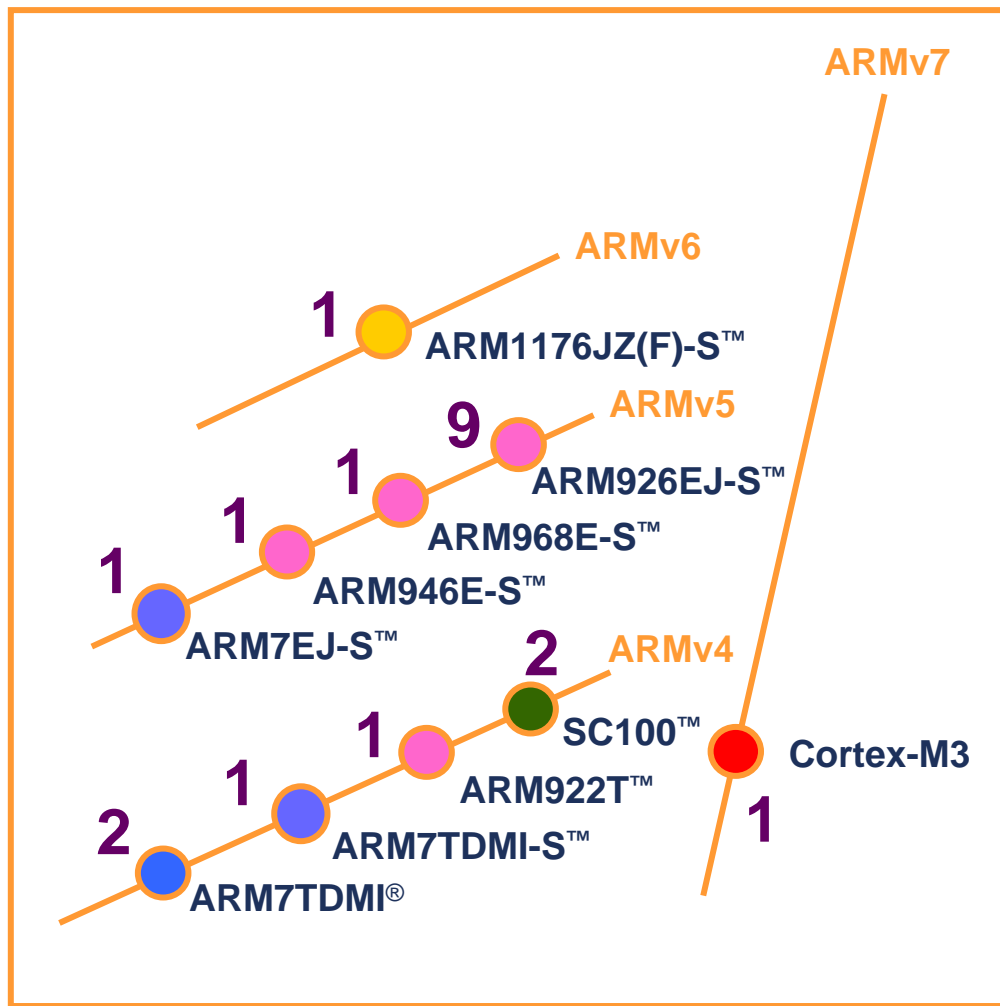 ARMv7
ARMv6
1
ARM1176JZ(F)-S™
ARMv5
9
ARM926EJ-S™
1
ARM968E-S™
1
ARM946E-S™
1
ARM7EJ-S™
ARMv4
2
SC100™
1
ARM922T™
1
ARM7TDMI-S™
2
ARM7TDMI®
Cortex-M3
1